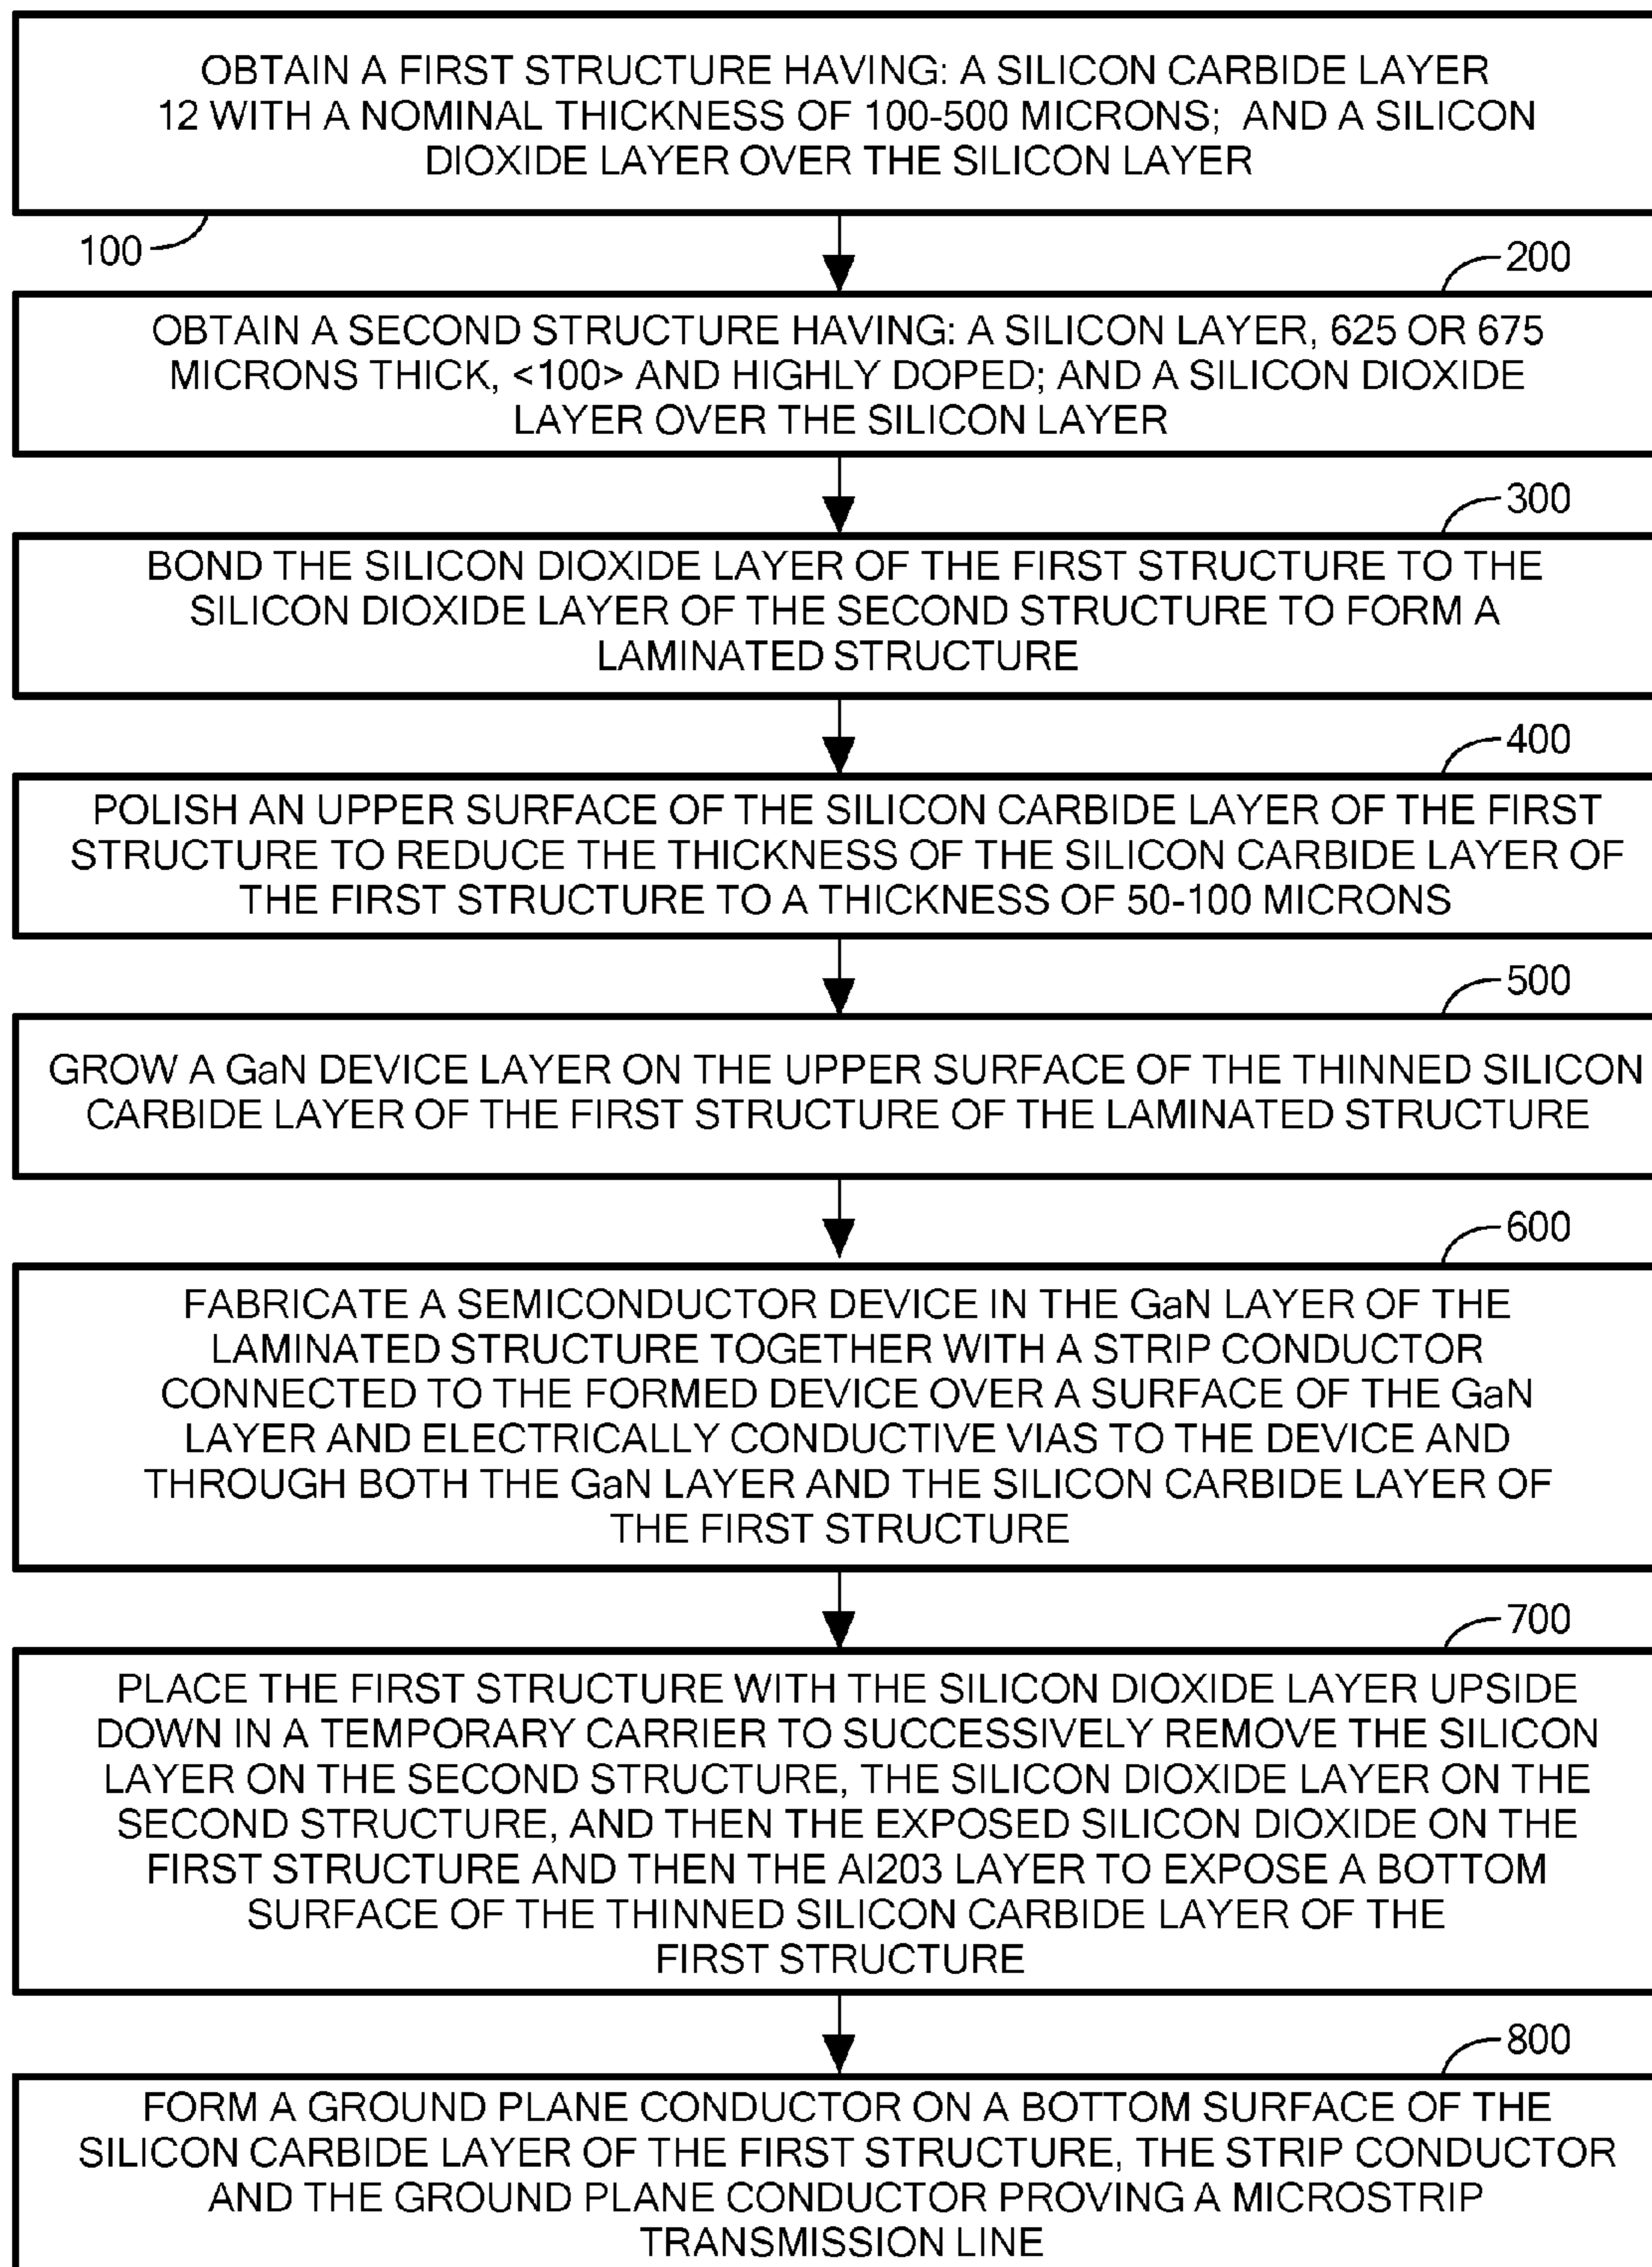 OBTAIN A FIRST STRUCTURE HAVING: A SILICON CARBIDE LAYER
12 WITH A NOMINAL THICKNESS OF 100-500 MICRONS; AND A SILICON
DIOXIDE LAYER OVER THE SILICON LAYER
100
200
OBTAIN A SECOND STRUCTURE HAVING: A SILICON LAYER, 625 OR 675
MICRONS THICK, <100> AND HIGHLY DOPED; AND A SILICON DIOXIDE
LAYER OVER THE SILICON LAYER
300
BOND THE SILICON DIOXIDE LAYER OF THE FIRST STRUCTURE TO THE
SILICON DIOXIDE LAYER OF THE SECOND STRUCTURE TO FORM A
LAMINATED STRUCTURE
400
POLISH AN UPPER SURFACE OF THE SILICON CARBIDE LAYER OF THE FIRST
STRUCTURE TO REDUCE THE THICKNESS OF THE SILICON CARBIDE LAYER OF
THE FIRST STRUCTURE TO A THICKNESS OF 50-100 MICRONS
500
GROW A GaN DEVICE LAYER ON THE UPPER SURFACE OF THE THINNED SILICON
CARBIDE LAYER OF THE FIRST STRUCTURE OF THE LAMINATED STRUCTURE
600
FABRICATE A SEMICONDUCTOR DEVICE IN THE GaN LAYER OF THE
LAMINATED STRUCTURE TOGETHER WITH A STRIP CONDUCTOR
CONNECTED TO THE FORMED DEVICE OVER A SURFACE OF THE GaN
LAYER AND ELECTRICALLY CONDUCTIVE VIAS TO THE DEVICE AND
THROUGH BOTH THE GaN LAYER AND THE SILICON CARBIDE LAYER OF
THE FIRST STRUCTURE
700
PLACE THE FIRST STRUCTURE WITH THE SILICON DIOXIDE LAYER UPSIDE
DOWN IN A TEMPORARY CARRIER TO SUCCESSIVELY REMOVE THE SILICON
LAYER ON THE SECOND STRUCTURE, THE SILICON DIOXIDE LAYER ON THE
SECOND STRUCTURE, AND THEN THE EXPOSED SILICON DIOXIDE ON THE
FIRST STRUCTURE AND THEN THE Al203 LAYER TO EXPOSE A BOTTOM
SURFACE OF THE THINNED SILICON CARBIDE LAYER OF THE
FIRST STRUCTURE
800
FORM A GROUND PLANE CONDUCTOR ON A BOTTOM SURFACE OF THE
SILICON CARBIDE LAYER OF THE FIRST STRUCTURE, THE STRIP CONDUCTOR
AND THE GROUND PLANE CONDUCTOR PROVING A MICROSTRIP
TRANSMISSION LINE